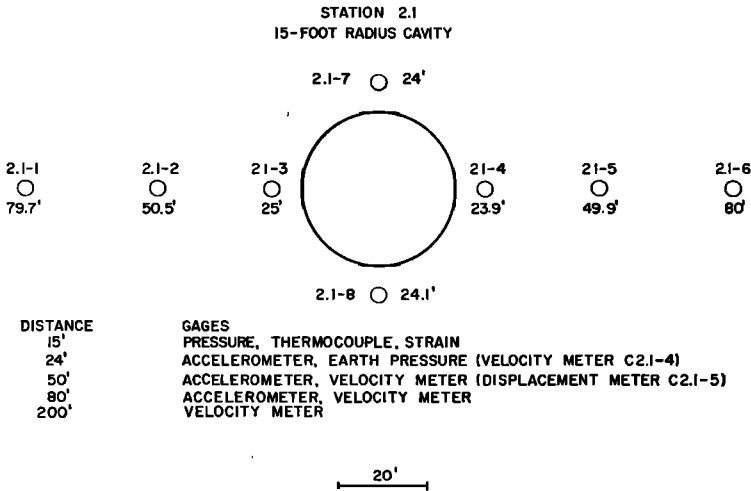 STATION 2.1
15-FOOT RADIUS CAVITY
2.1-7 24'
2.1-1 2.1-2 21-3 21-4 21-5 2.1-6
79.7' 50.5' 25' 23.9' 49.9' 80'
2.1-8 24.1'
DISTANCE GAGES
15' PRESSURE, THERMOCOUPLE, STRAIN
24' ACCELEROMETER, EARTH PRESSURE (VELOCITY METER C2.1-4)
50' ACCELEROMETER, VELOCITY METER (DISPLACEMENT METER C2.1-5)
80' ACCELEROMETER, VELOCITY METER
200' VELOCITY METER
20'